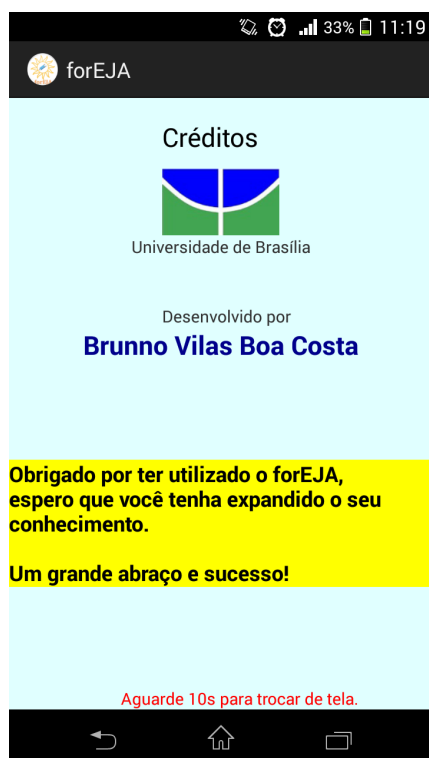 33% 11:19
forEJA
Créditos
Universidade de Brasília
Desenvolvido por
Brunno Vilas Boa Costa
Obrigado por ter utilizado o forEJA,
espero que você tenha expandido o seu
conhecimento.
Um grande abraço e sucesso!
Aguarde 10s para trocar de tela.